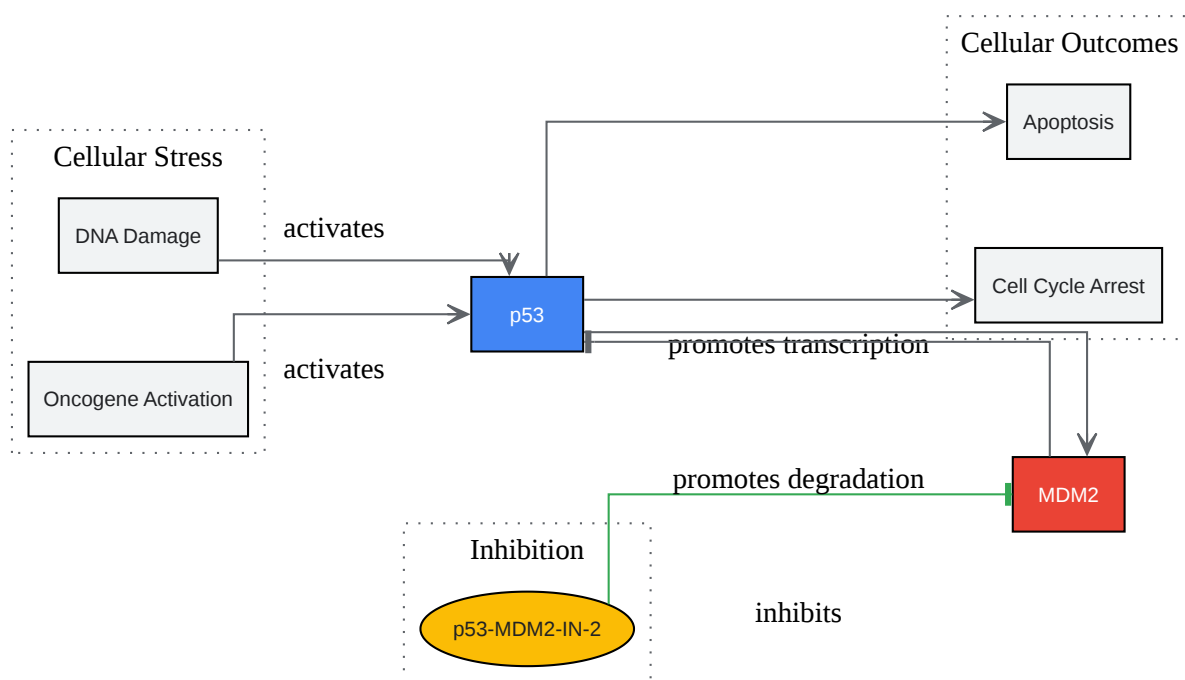 Cellular Outcomes
Apoptosis
Cellular Stress
DNA Damage
activates
Cell Cycle Arrest
p53
promotes transcription
activates
Oncogene Activation
promotes degradation
MDM2
Inhibition
inhibits
p53-MDM2-IN-2